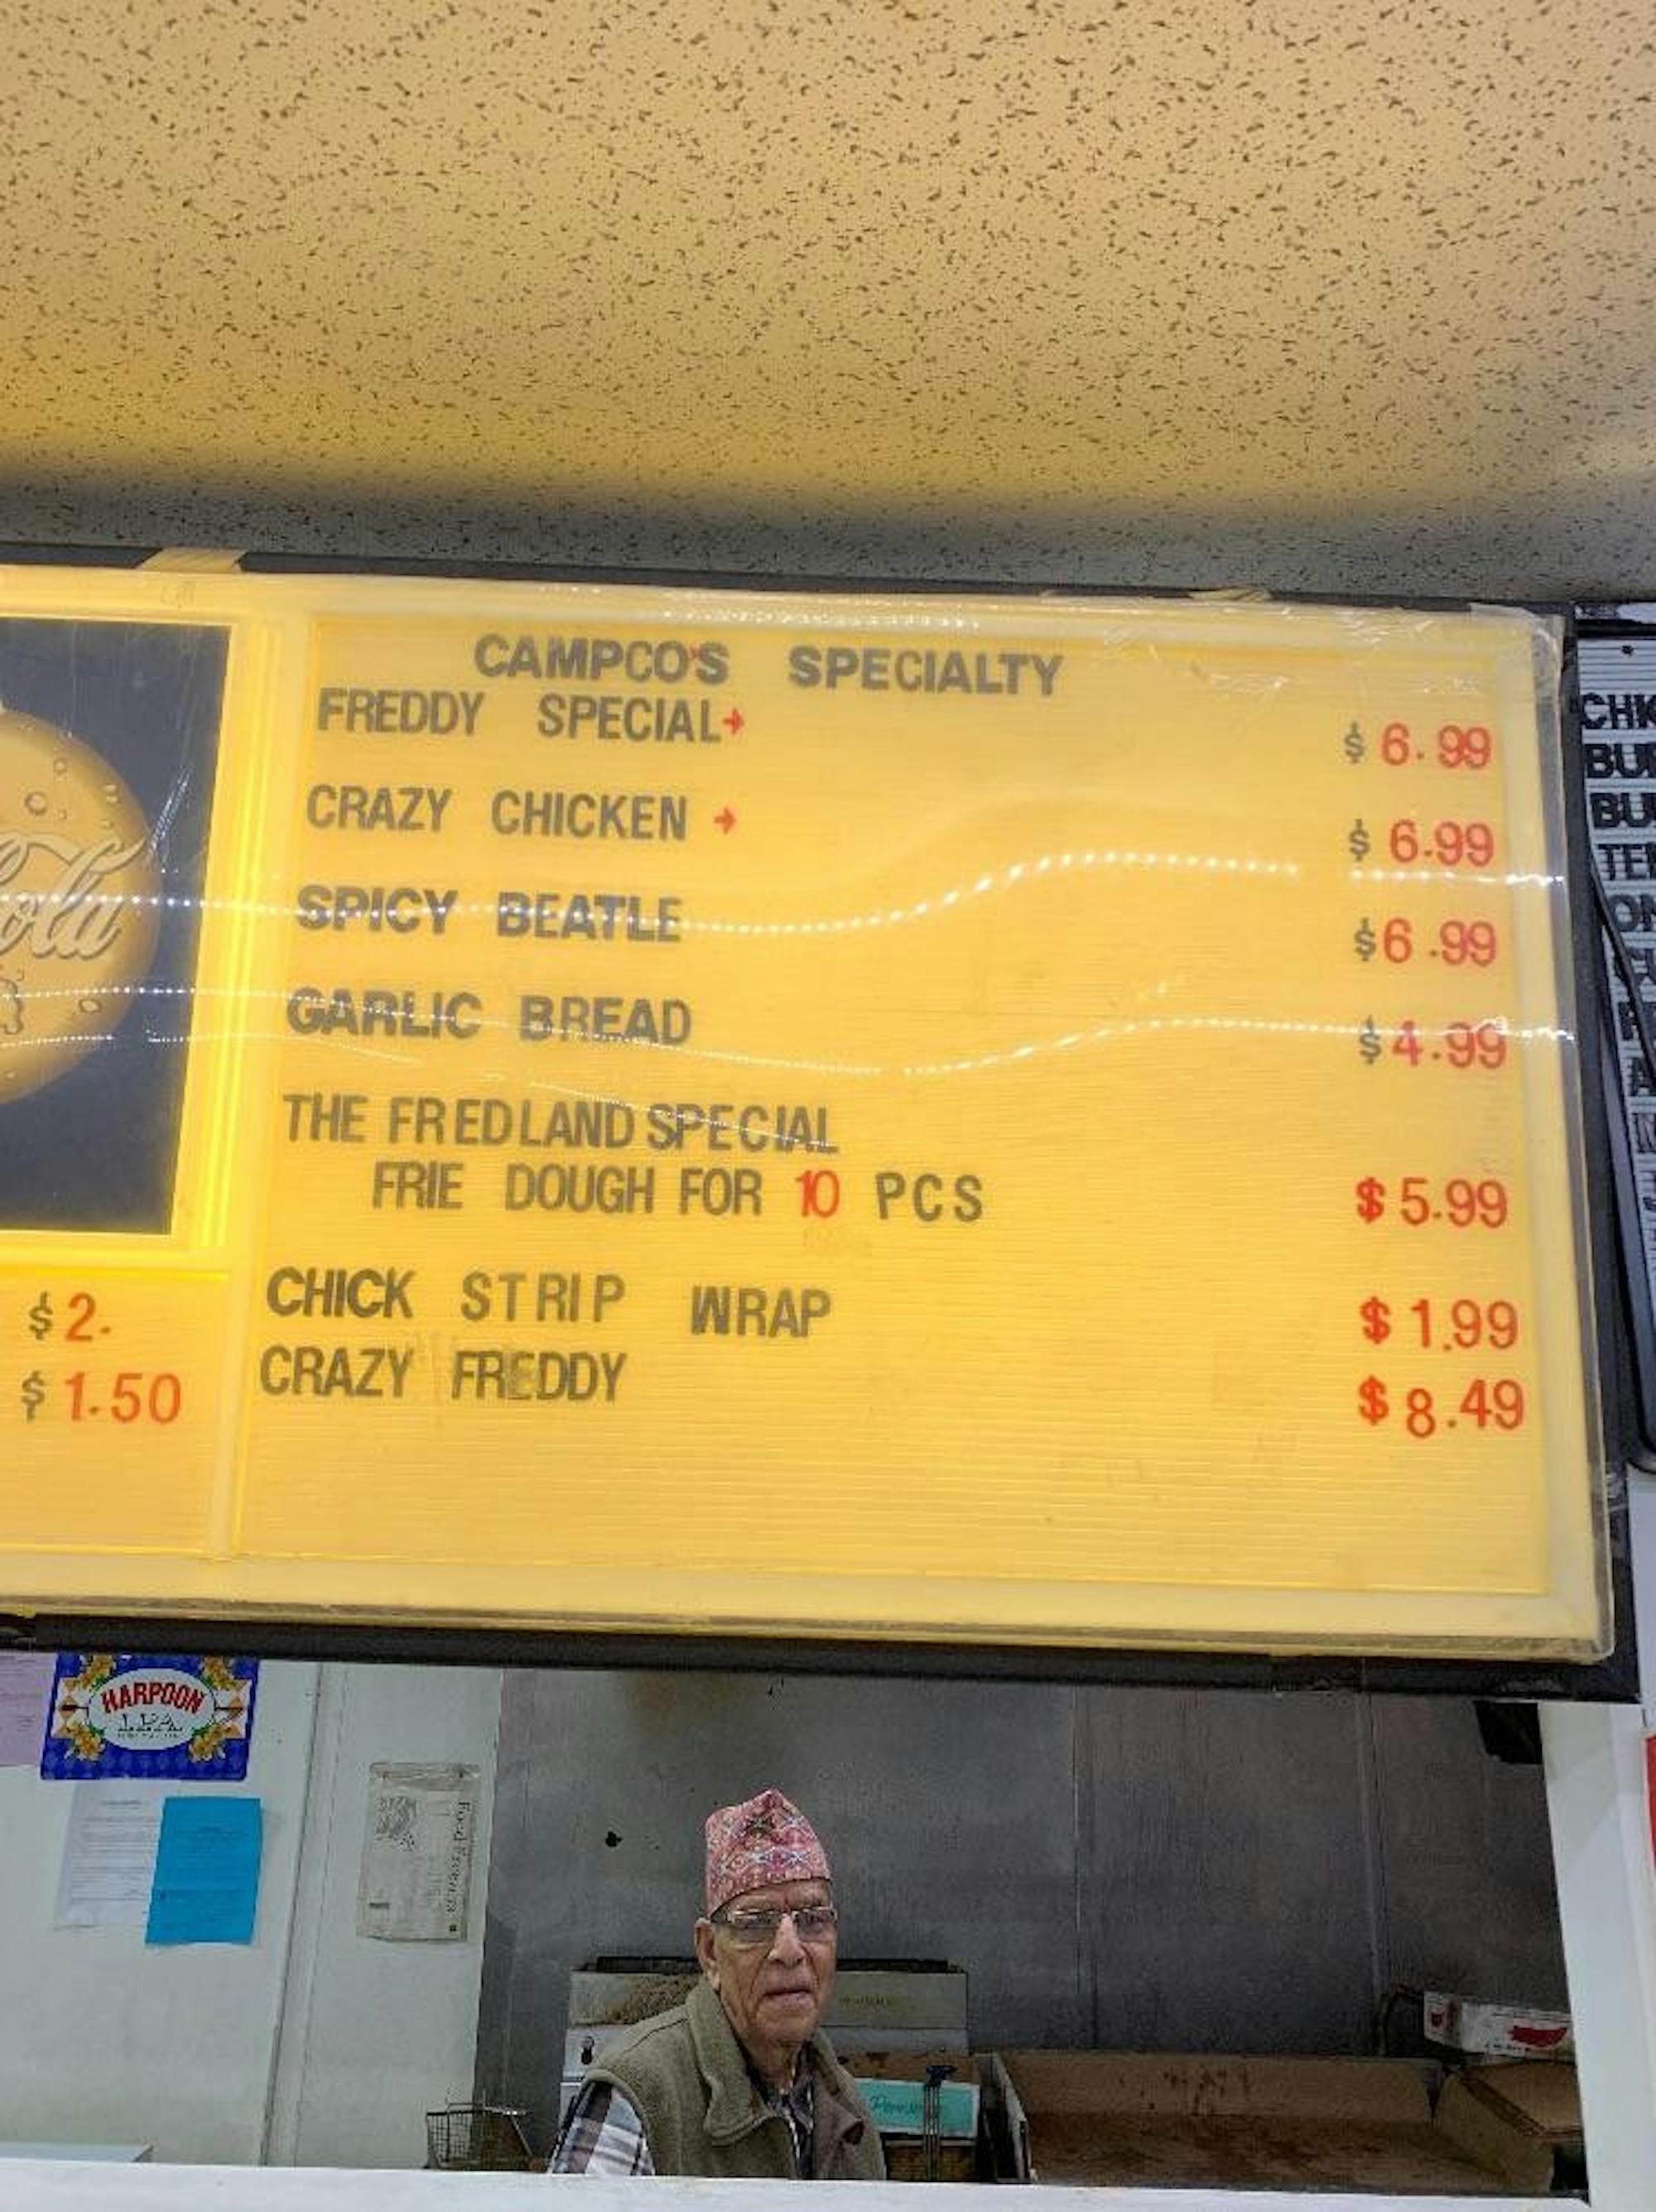 CAMPCO'S SPECIALTY
FREDDY SPECIAL→ $6.99
CRAZY CHICKEN → $6.99
SPICY BEATLE $6.99
GARLIC BREAD $4.99
THE FREDLAND SPECIAL
FRIE DOUGH FOR 10 PCS $5.99
CHICK STRIP WRAP $1.99
CRAZY FREDDY $8.49
$2.
$1.50
HARPOON
I.P.A.